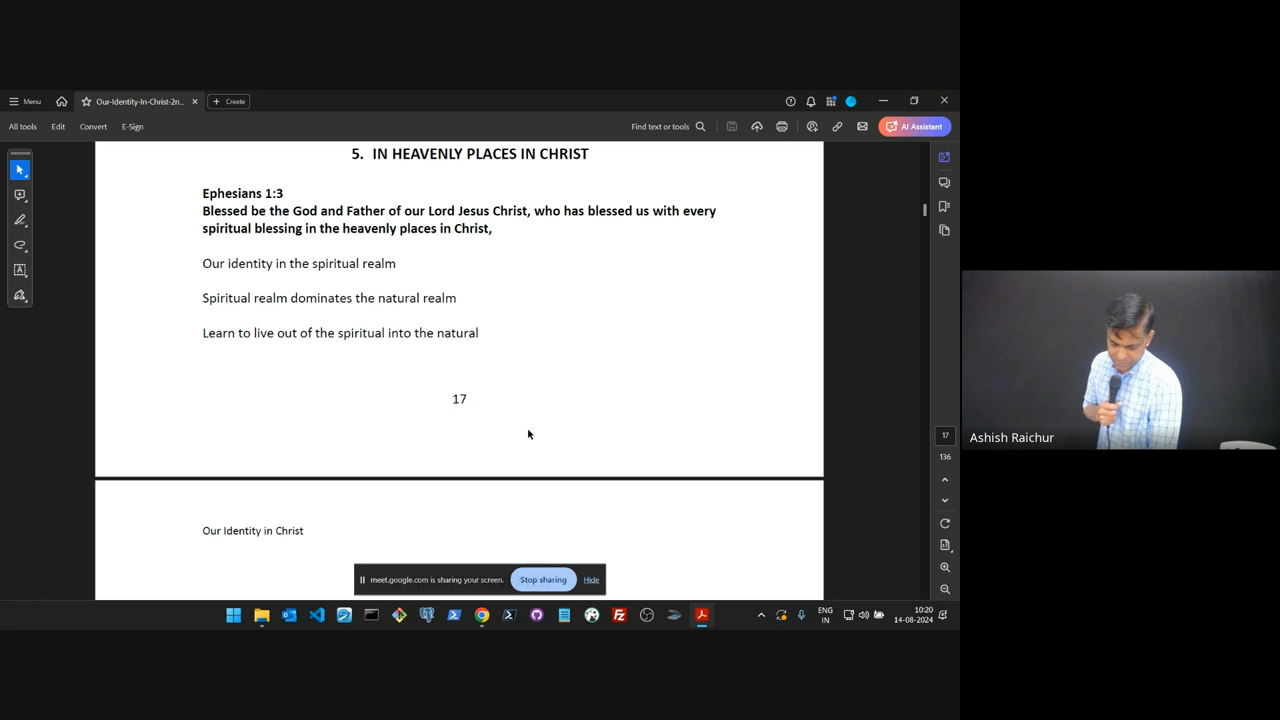 Menu
Our-Identity-In-Christ-2n...
Create
All tools
Edit
Convert
E-Sign
Find text or tools
AI Assistant
5. IN HEAVENLY PLACES IN CHRIST
Ephesians 1:3
Blessed be the God and Father of our Lord Jesus Christ, who has blessed us with every
spiritual blessing in the heavenly places in Christ,
Our identity in the spiritual realm
Spiritual realm dominates the natural realm
Learn to live out of the spiritual into the natural
17
Our Identity in Christ
17
136
meet.google.com is sharing your screen.
Stop sharing
Hide
ENG
IN
10:20
14-08-2024
Ashish Raichur